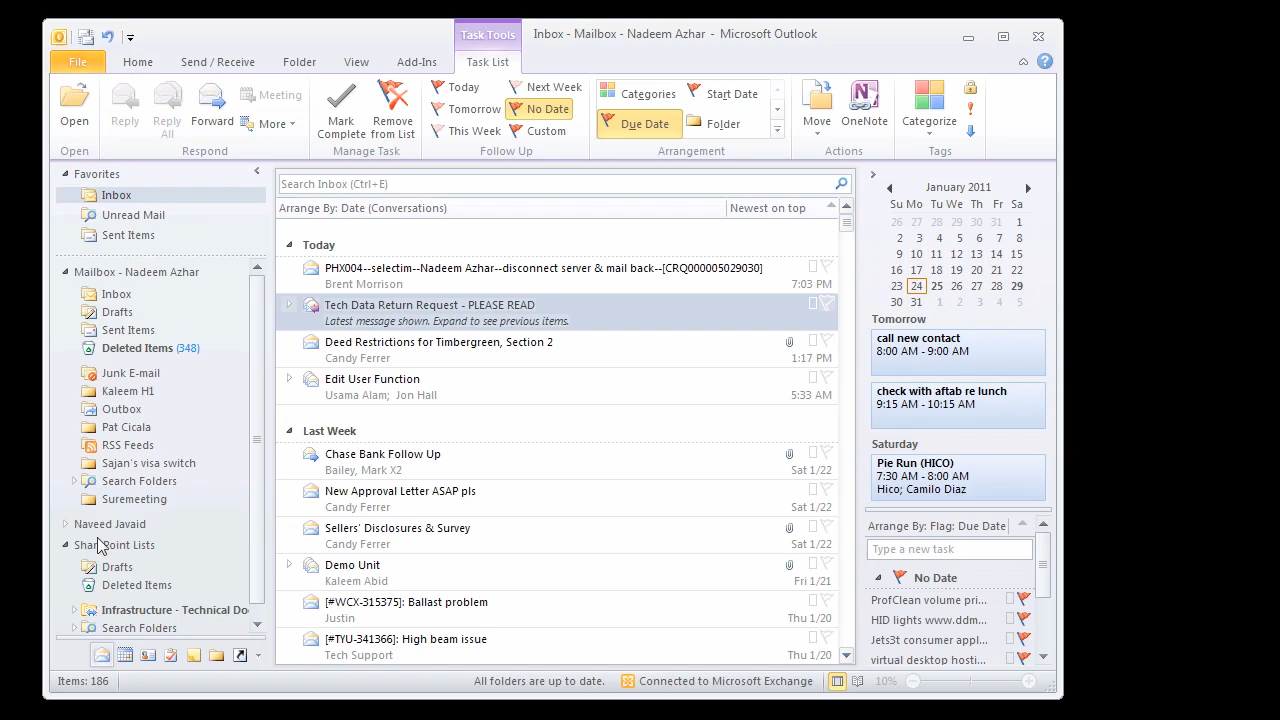 Task Tools
Inbox - Mailbox - Nadeem Azhar - Microsoft Outlook
File Home Send / Receive Folder View Add-Ins Task List
Open
Reply
Reply All
Forward
Meeting
More
Mark Complete
Remove from List
Today
Tomorrow
This Week
Next Week
No Date
Custom
Categories
Start Date
Due Date
Folder
Move
OneNote
Categorize
Open Respond Manage Task Follow Up Arrangement Actions Tags
Favorites
Inbox
Unread Mail
Sent Items
Mailbox - Nadeem Azhar
Inbox
Drafts
Sent Items
Deleted Items (348)
Junk E-mail
Kaleem H1
Outbox
Pat Cicala
RSS Feeds
Sajan's visa switch
Search Folders
Suremeeting
Naveed Javaid
SharePoint Lists
Drafts
Deleted Items
Infrastructure - Technical Do
Search Folders
Search Inbox (Ctrl+E)
Arrange By: Date (Conversations) Newest on top
Today
PHX004--selectim--Nadeem Azhar--disconnect server & mail back--[CRQ000005029030]
Brent Morrison 7:03 PM
Tech Data Return Request - PLEASE READ
Latest message shown. Expand to see previous items.
Deed Restrictions for Timbergreen, Section 2
Candy Ferrer 1:17 PM
Edit User Function
Usama Alam; Jon Hall 5:33 AM
Last Week
Chase Bank Follow Up
Bailey, Mark X2 Sat 1/22
New Approval Letter ASAP pls
Candy Ferrer Sat 1/22
Sellers' Disclosures & Survey
Candy Ferrer Sat 1/22
Demo Unit
Kaleem Abid Fri 1/21
[#WCX-315375]: Ballast problem
Justin Thu 1/20
[#TYU-341366]: High beam issue
Tech Support Thu 1/20
January 2011
Su Mo Tu We Th Fr Sa
26 27 28 29 30 31 1
2 3 4 5 6 7 8
9 10 11 12 13 14 15
16 17 18 19 20 21 22
23 24 25 26 27 28 29
30 31 1 2 3 4 5
Tomorrow
call new contact
8:00 AM - 9:00 AM
check with aftab re lunch
9:15 AM - 10:15 AM
Saturday
Pie Run (HICO)
7:30 AM - 8:00 AM
Hico; Camilo Diaz
Arrange By: Flag: Due Date
Type a new task
No Date
ProfClean volume pri...
HID lights www.ddm...
Jets3t consumer appl...
virtual desktop hosti...
Items: 186
All folders are up to date.
Connected to Microsoft Exchange
10%